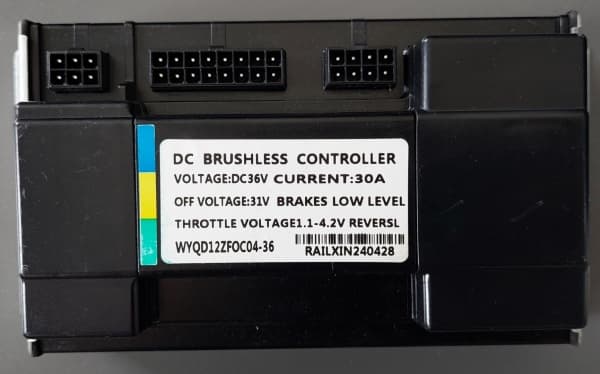 DC BRUSHLESS CONTROLLER
VOLTAGE:DC36V CURRENT:30A
OFF VOLTAGE:31V BRAKES LOW LEVEL
THROTTLE VOLTAGE1.1-4.2V REVERSL
WYQD12ZFOC04-36
RAILXIN240428